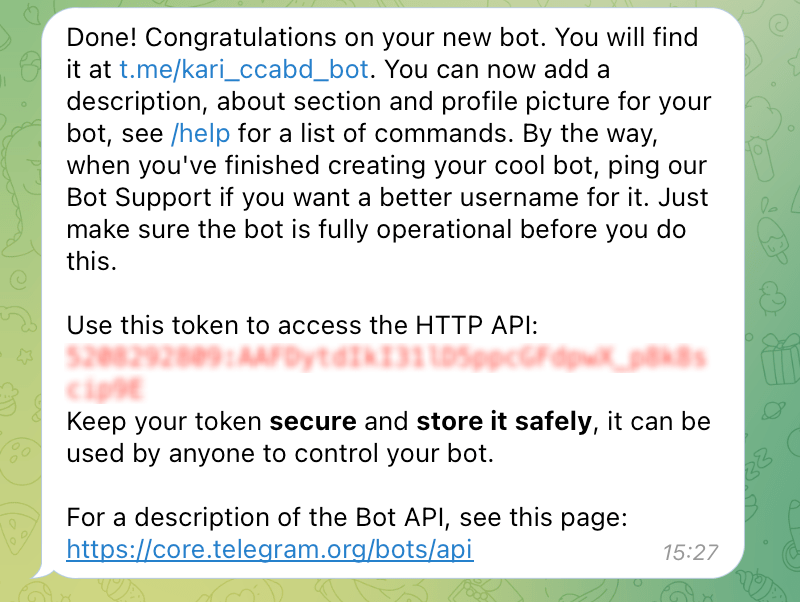 Done! Congratulations on your new bot. You will find
it at t.me/kari_ccabd_bot. You can now add a
description, about section and profile picture for your
bot, see /help for a list of commands. By the way,
when you've finished creating your cool bot, ping our
Bot Support if you want a better username for it. Just
make sure the bot is fully operational before you do
this.
Use this token to access the HTTP API:
Keep your token secure and store it safely, it can be
used by anyone to control your bot.
For a description of the Bot API, see this page:
https://core.telegram.org/bots/api
15:27